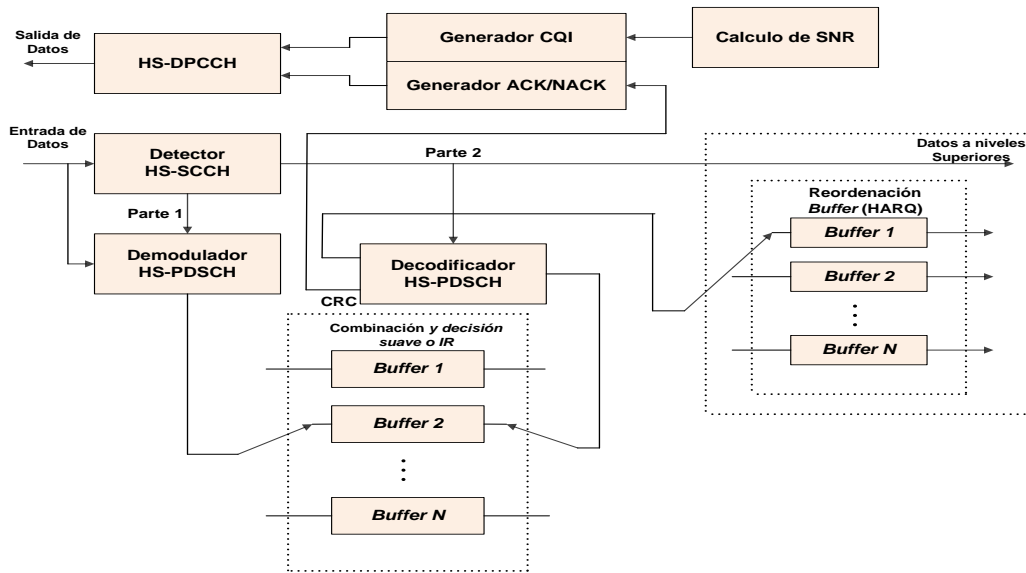 Salida de
Datos
HS-DPCCH
Generador CQI
Generador ACK/NACK
Calculo de SNR
Entrada de
Datos
Detector
HS-SCCH
Parte 2
Datos a niveles
Superiores
Parte 1
Demodulador
HS-PDSCH
Decodificador
HS-PDSCH
CRC
Reordenación
Buffer (HARQ)
Buffer 1
Buffer 2
Buffer N
Combinación y decisión
suave o IR
Buffer 1
Buffer 2
Buffer N